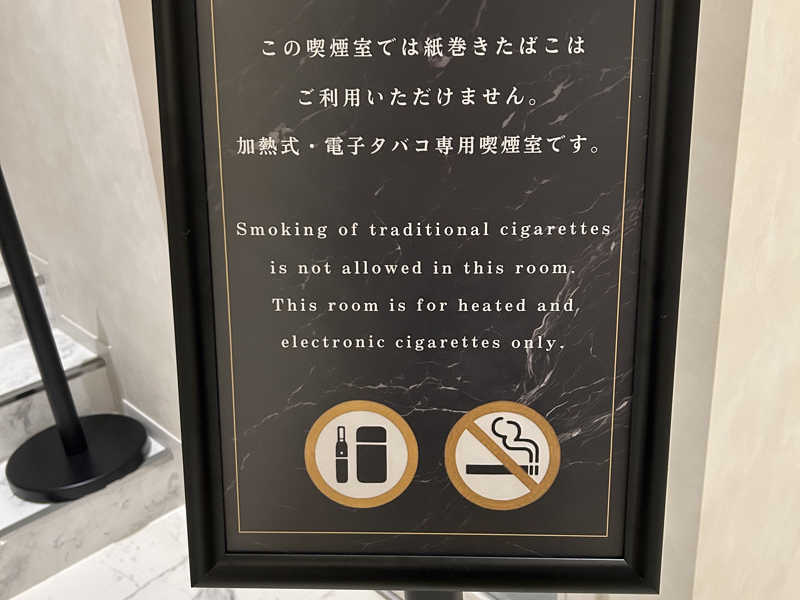 この喫煙室では紙巻きたばこは
ご利用いただけません。
加熱式・電子タバコ専用喫煙室です。
Smoking of traditional cigarettes
is not allowed in this room.
This room is for heated and
electronic cigarettes only.